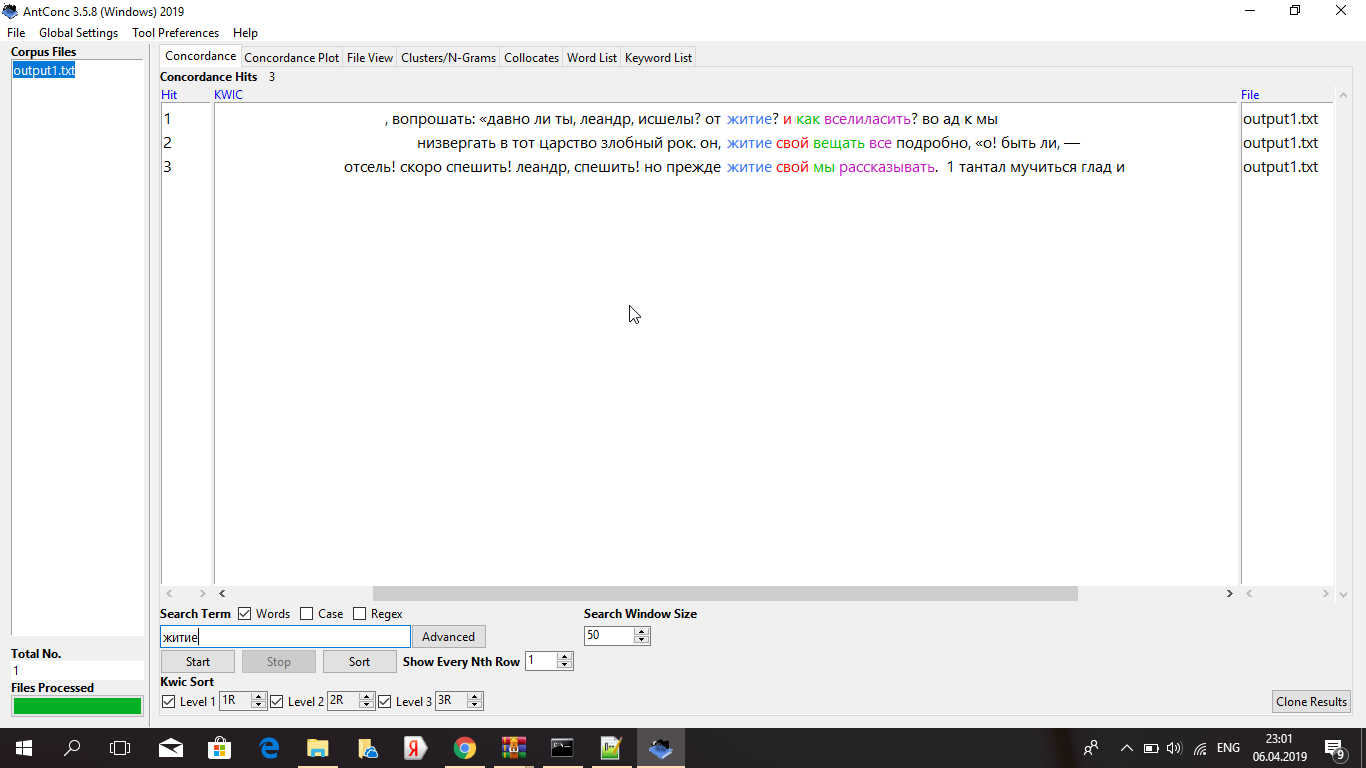 AntConc 3.5.8 (Windows) 2019
File Global Settings Tool Preferences Help
Corpus Files
output1.txt
Concordance Concordance Plot File View Clusters/N-Grams Collocates Word List Keyword List
Concordance Hits 3
Hit KWIC File
1 , вопрошать: «давно ли ты, леандр, исшелы? от житие? и как вселиласить? во ад к мы output1.txt
2 низвергать в тот царство злобный рок. он, житие свой вещать все подробно, «о! быть ли, — output1.txt
3 отсель! скоро спешить! леандр, спешить! но прежде житие свой мы рассказывать. 1 тантал мучиться глад и output1.txt
Search Term Words Case Regex Search Window Size
житие Advanced 50
Start Stop Sort Show Every Nth Row 1
Kwic Sort
Level 1 1R Level 2 2R Level 3 3R
Clone Results
Total No.
1
Files Processed
ENG 23:01
06.04.2019
9